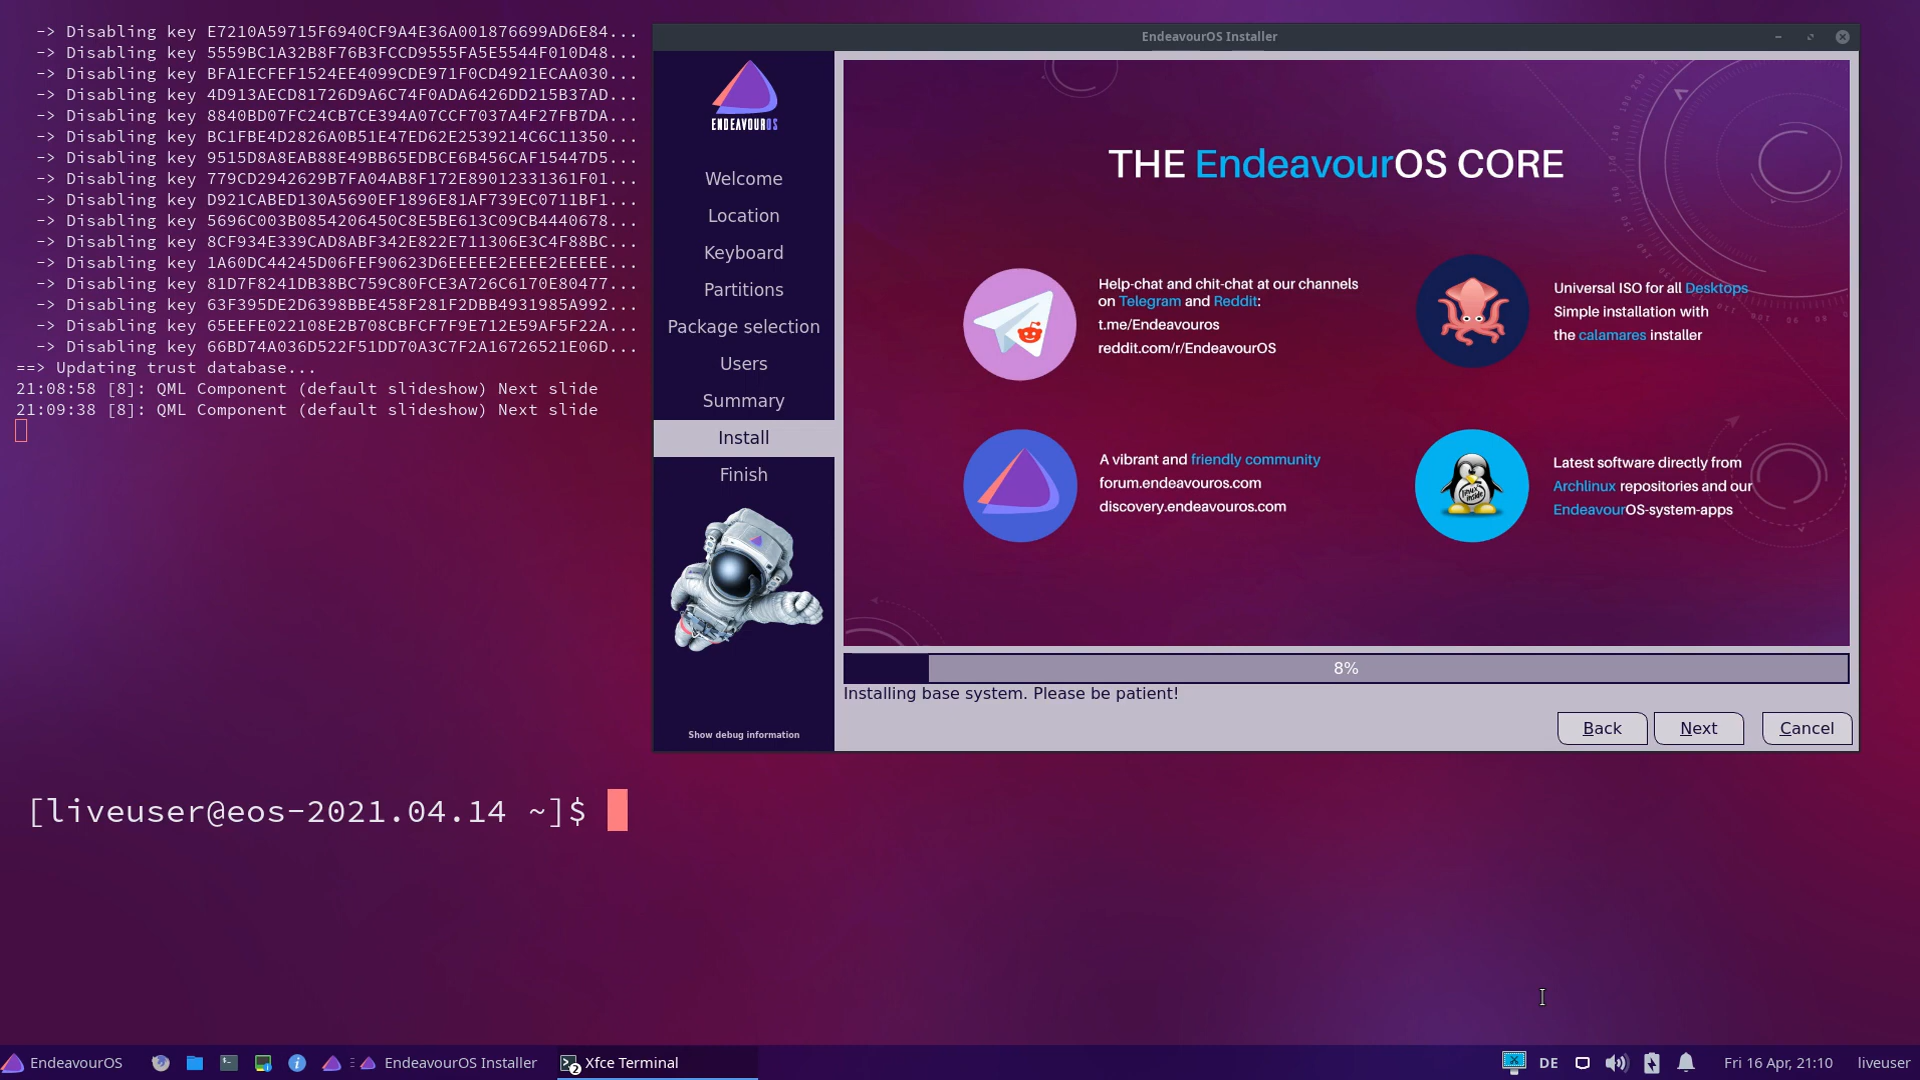 -> Disabling key E7210A59715F6940CF9A4E36A001876699AD6E84...
-> Disabling key 5559BC1A32B8F76B3FCCD9555FA5E5544F010D48...
-> Disabling key BFA1ECFEF1524EE4099CDE971F0CD4921ECAA030...
-> Disabling key 4D913AECD81726D9A6C74F0ADA6426DD215B37AD...
-> Disabling key 8840BD07FC24CB7CE394A07CCF7037A4F27FB7DA...
-> Disabling key BC1FBE4D2826A0B51E47ED62E2539214C6C11350...
-> Disabling key 9515D8A8EAB88E49BB65EDBCE6B456CAF15447D5...
-> Disabling key 779CD2942629B7FA04AB8F172E89012331361F01...
-> Disabling key D921CABED130A5690EF1896E81AF739EC0711BF1...
-> Disabling key 5696C003B0854206450C8E5BE613C09CB4440678...
-> Disabling key 8CF934E339CAD8ABF342E822E711306E3C4F88BC...
-> Disabling key 1A60DC44245D06FEF90623D6EEEEE2EEEE2EEEEE...
-> Disabling key 81D7F8241DB38BC759C80FCE3A726C6170E80477...
-> Disabling key 63F395DE2D6398BBE458F281F2DBB4931985A992...
-> Disabling key 65EEFE022108E2B708CBFCF7F9E712E59AF5F22A...
-> Disabling key 66BD74A036D522F51DD70A3C7F2A16726521E06D...
==> Updating trust database...
21:08:58 [8]: QML Component (default slideshow) Next slide
21:09:38 [8]: QML Component (default slideshow) Next slide
[liveuser@eos-2021.04.14 ~]$
EndeavourOS Installer
ENDEAVOUROS
Welcome
Location
Keyboard
Partitions
Package selection
Users
Summary
Install
Finish
Show debug information
THE EndeavourOS CORE
Help-chat and chit-chat at our channels
on Telegram and Reddit:
t.me/Endeavouros
reddit.com/r/EndeavourOS
Universal ISO for all Desktops
Simple installation with
the calamares installer
A vibrant and friendly community
forum.endeavouros.com
discovery.endeavouros.com
Latest software directly from
Archlinux repositories and our
EndeavourOS-system-apps
8%
Installing base system. Please be patient!
Back
Next
Cancel
EndeavourOS
EndeavourOS Installer
2
Xfce Terminal
DE
Fri 16 Apr, 21:10
liveuser